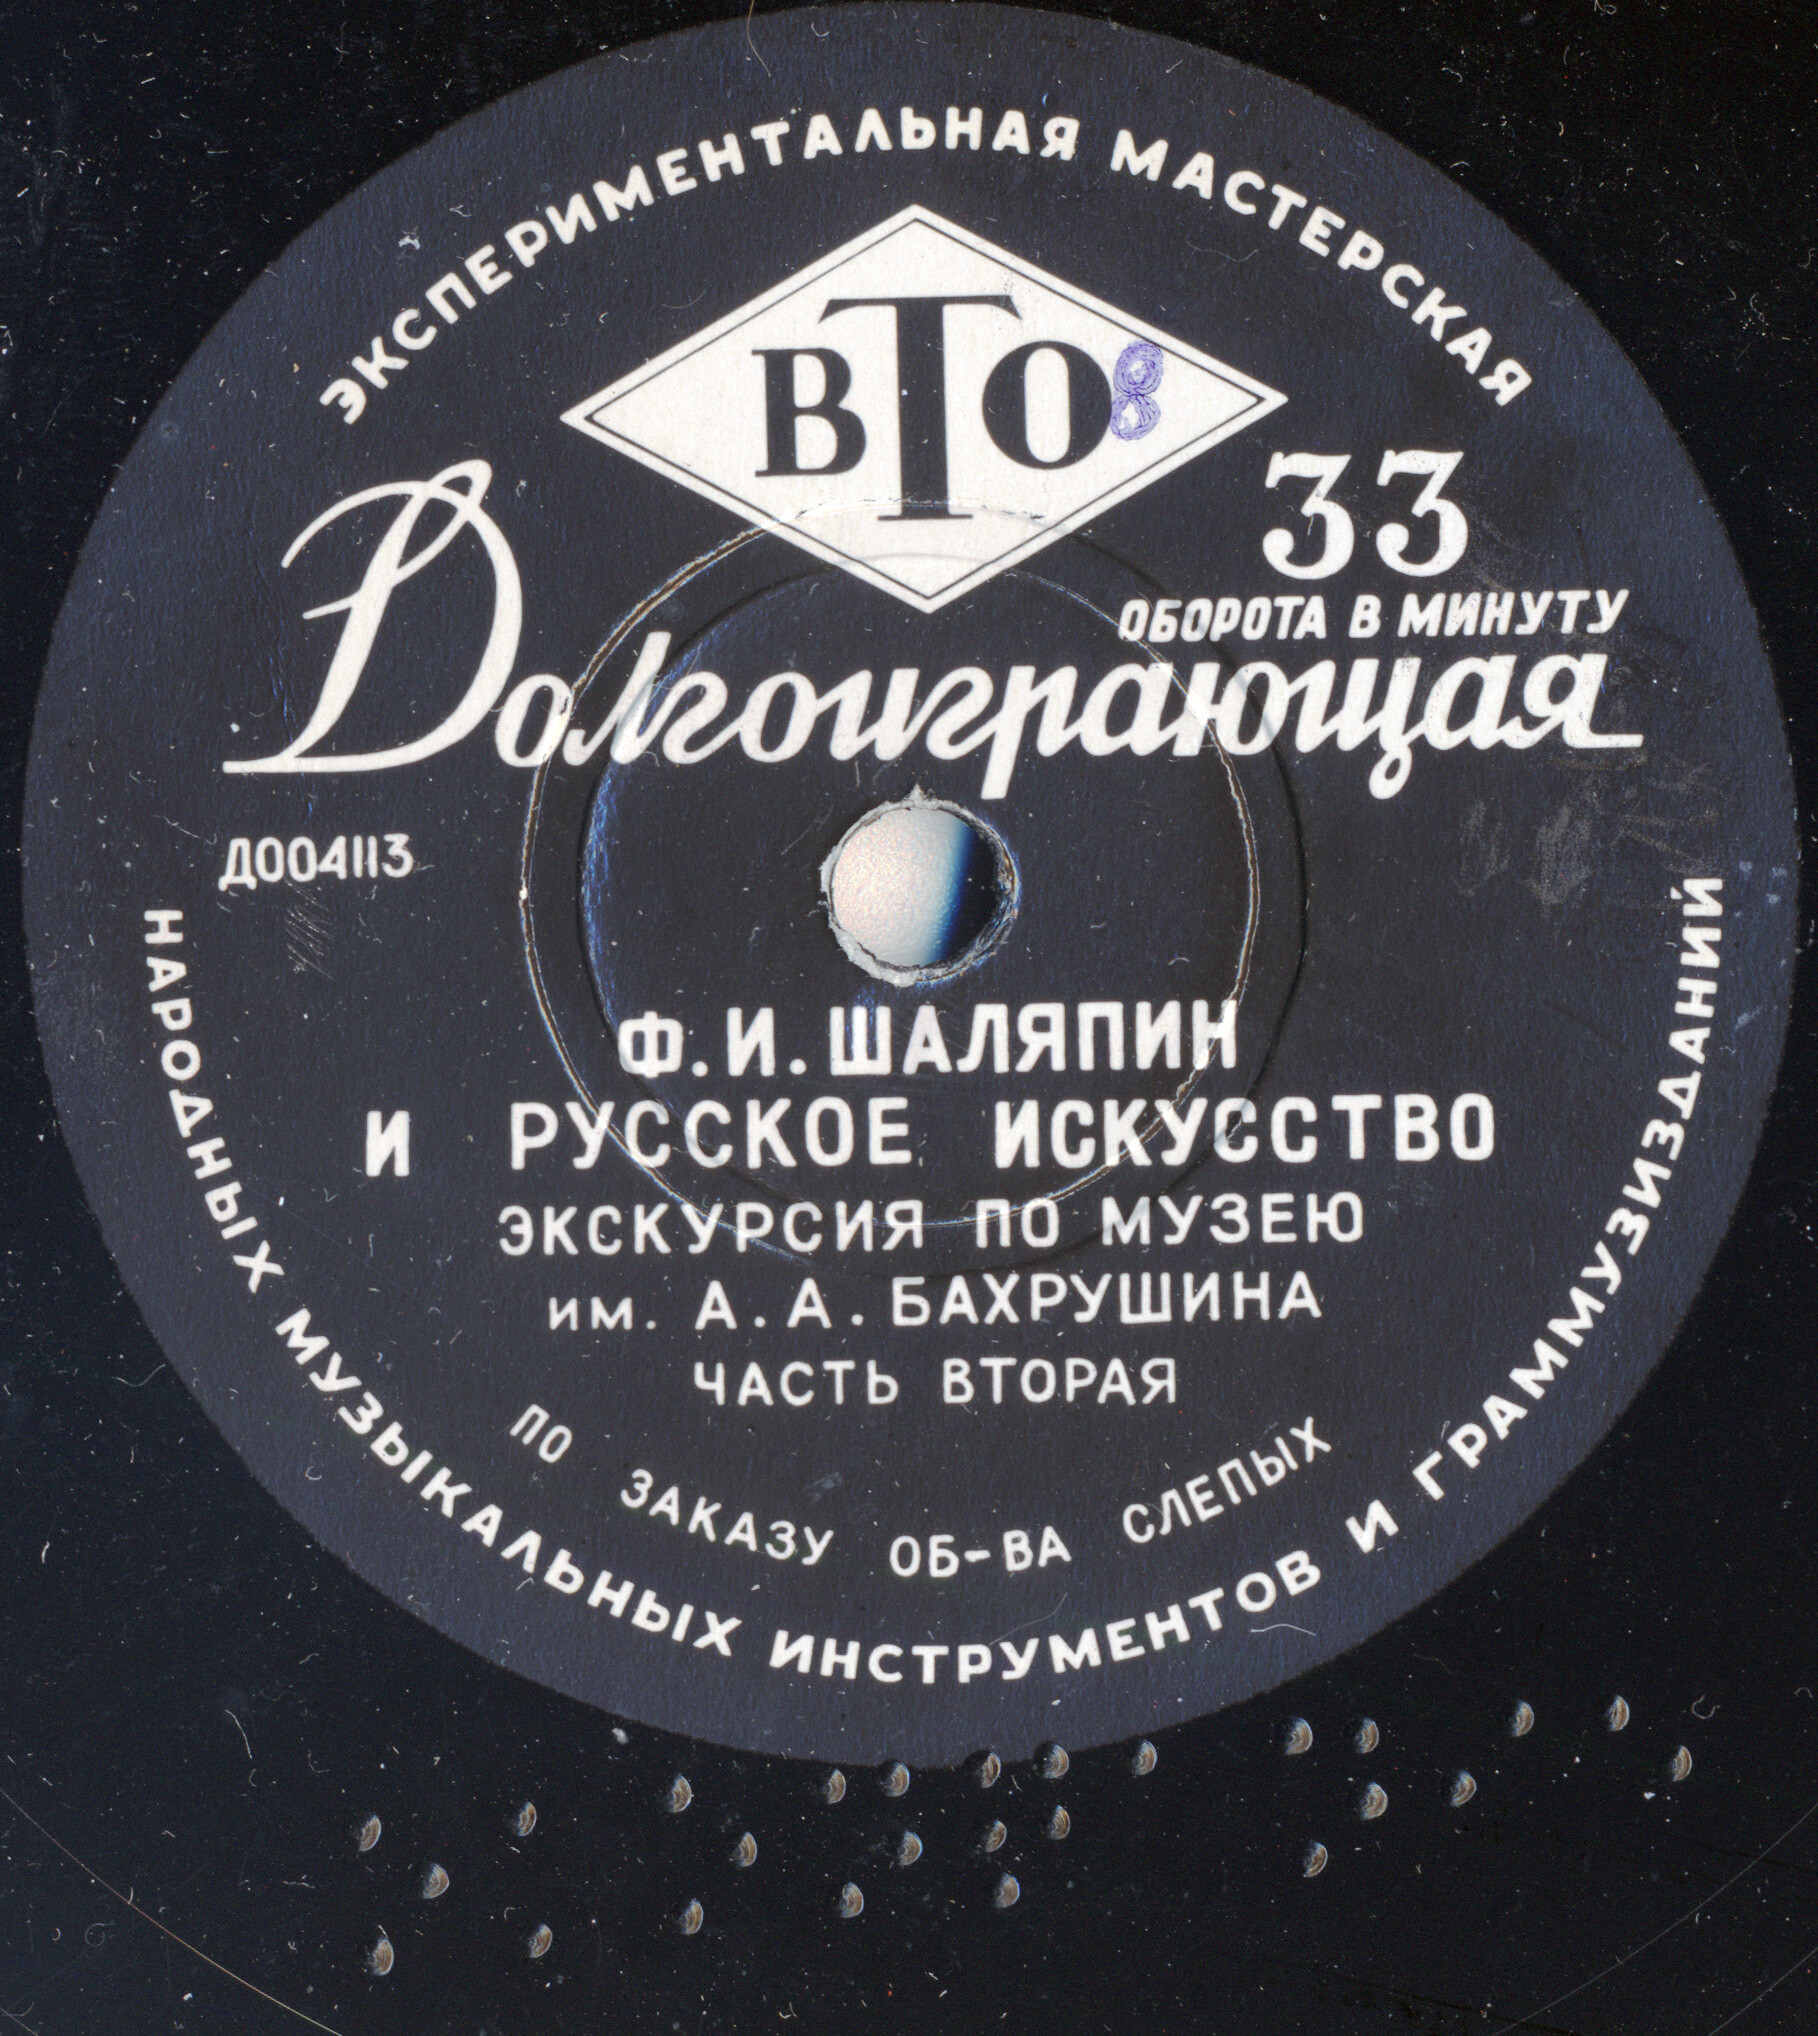 ЭКСПЕРИМЕНТАЛЬНАЯ МАСТЕРСКАЯ
ВТО
8
33
ОБОРОТА В МИНУТУ
Долгоиграющая
Д004113
Ф.И. ШАЛЯПИН
И РУССКОЕ ИСКУССТВО
ЭКСКУРСИЯ ПО МУЗЕЮ
им. А.А. БАХРУШИНА
ЧАСТЬ ВТОРАЯ
ПО ЗАКАЗУ ОБ-ВА СЛЕПЫХ
НАРОДНЫХ МУЗЫКАЛЬНЫХ ИНСТРУМЕНТОВ И ГРАММУЗИЗДАНИЙ